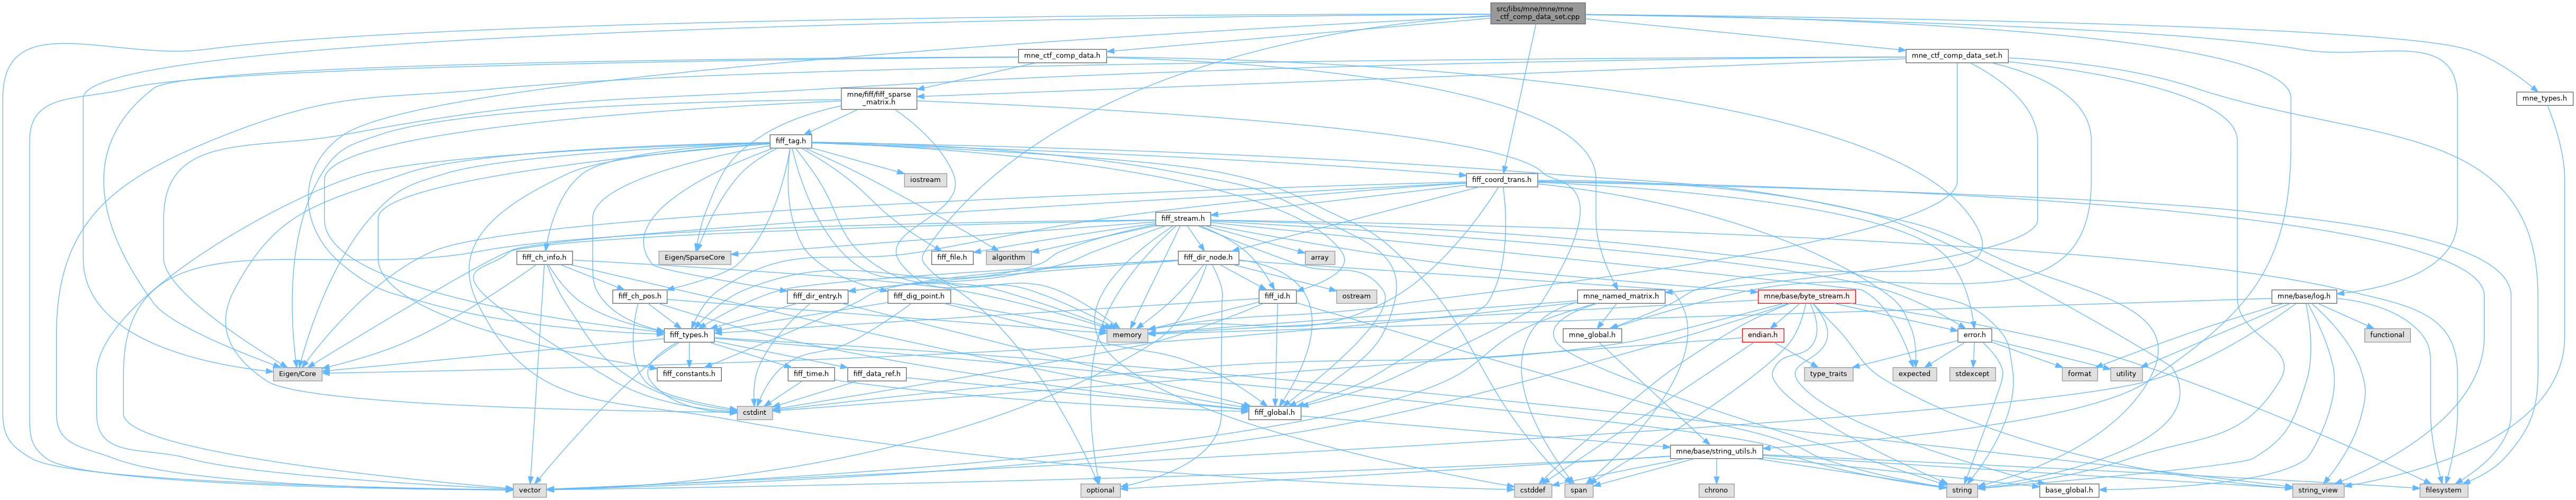 src/libs/mne/mne/mne
_ctf_comp_data_set.cpp
mne_ctf_comp_data.h
mne_ctf_comp_data_set.h
mne/fiff/fiff_sparse
_matrix.h
mne_types.h
fiff_tag.h
iostream
fiff_coord_trans.h
fiff_stream.h
Eigen/SparseCore
fiff_file.h
algorithm
fiff_ch_info.h
fiff_dir_node.h
array
fiff_ch_pos.h
fiff_dir_entry.h
fiff_dig_point.h
fiff_id.h
ostream
mne_named_matrix.h
mne/base/byte_stream.h
mne/base/log.h
fiff_types.h
memory
mne_global.h
endian.h
error.h
functional
Eigen/Core
fiff_constants.h
fiff_time.h
fiff_data_ref.h
type_traits
expected
stdexcept
format
utility
cstdint
fiff_global.h
mne/base/string_utils.h
vector
optional
cstddef
span
chrono
string
base_global.h
string_view
filesystem